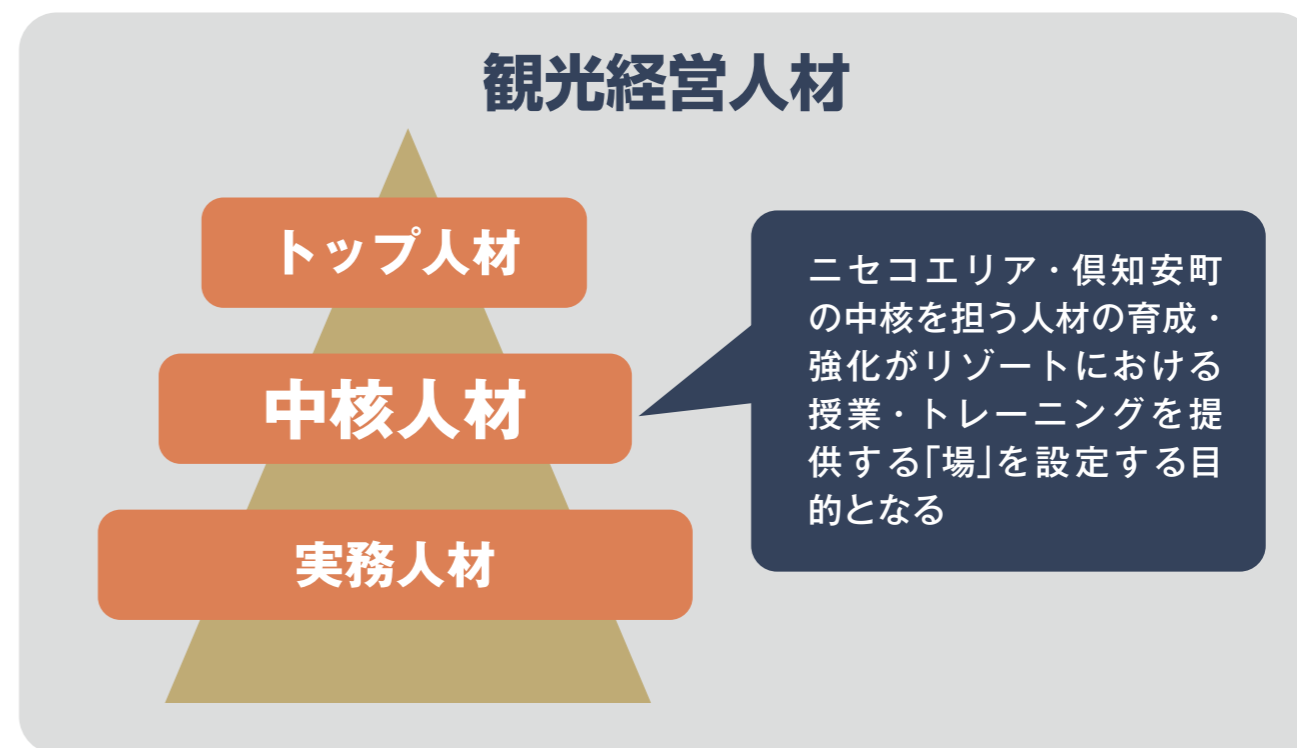 観光経営人材
トップ人材
中核人材
実務人材
ニセコエリア・倶知安町
の中核を担う人材の育成・
強化がリゾートにおける
授業・トレーニングを提
供する「場」を設定する目
的となる